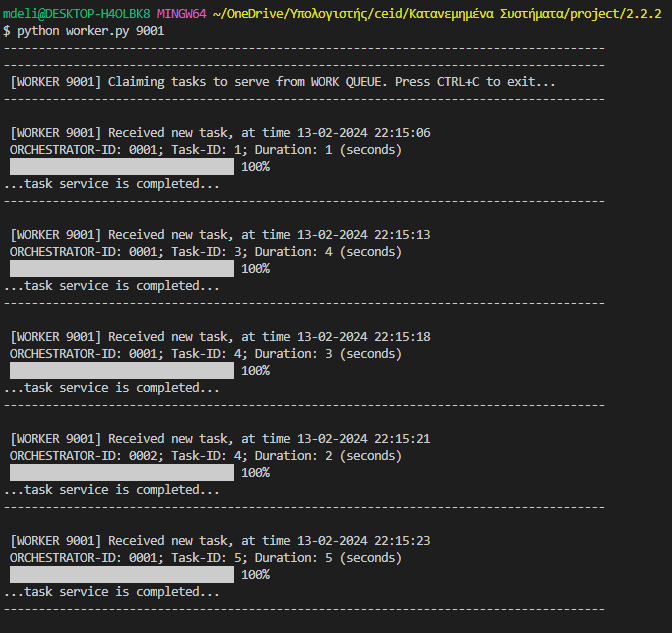 mdeli@DESKTOP-H4OLBK8 MINGW64 ~/OneDrive/Υπολογιστής/ceid/Κατανεμημένα Συστήματα/project/2.2.2
$ python worker.py 9001
--------------------------------------------------------------------------------------
--------------------------------------------------------------------------------------
[WORKER 9001] Claiming tasks to serve from WORK QUEUE. Press CTRL+C to exit...
--------------------------------------------------------------------------------------
[WORKER 9001] Received new task, at time 13-02-2024 22:15:06
ORCHESTRATOR-ID: 0001; Task-ID: 1; Duration: 1 (seconds)
100%
...task service is completed...
--------------------------------------------------------------------------------------
[WORKER 9001] Received new task, at time 13-02-2024 22:15:13
ORCHESTRATOR-ID: 0001; Task-ID: 3; Duration: 4 (seconds)
100%
...task service is completed...
--------------------------------------------------------------------------------------
[WORKER 9001] Received new task, at time 13-02-2024 22:15:18
ORCHESTRATOR-ID: 0001; Task-ID: 4; Duration: 3 (seconds)
100%
...task service is completed...
--------------------------------------------------------------------------------------
[WORKER 9001] Received new task, at time 13-02-2024 22:15:21
ORCHESTRATOR-ID: 0002; Task-ID: 4; Duration: 2 (seconds)
100%
...task service is completed...
--------------------------------------------------------------------------------------
[WORKER 9001] Received new task, at time 13-02-2024 22:15:23
ORCHESTRATOR-ID: 0001; Task-ID: 5; Duration: 5 (seconds)
100%
...task service is completed...
--------------------------------------------------------------------------------------